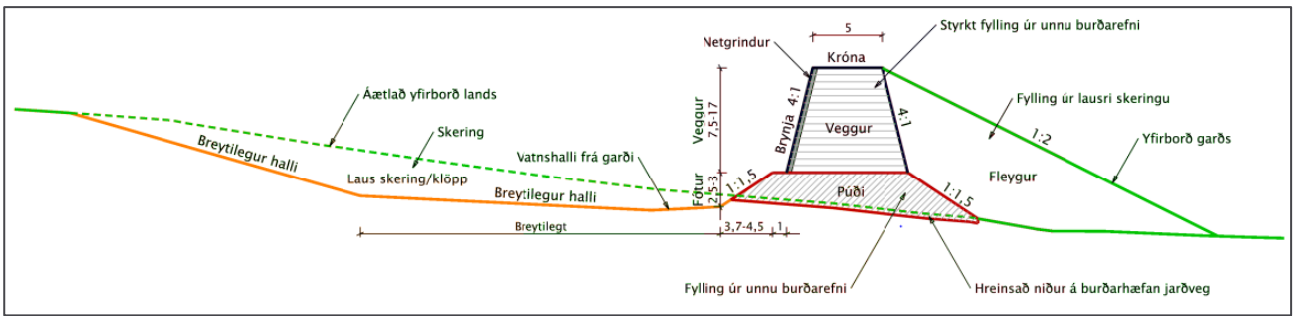 5
Styrkt fylling úr unnu burðarefni
Netgrindur
Króna
Áætlað yfirborð lands
Fylling úr lausri skeringu
Skering
Veggur
7,5-17
Brynja 4:1
Veggur
4:1
1:2
Yfirborð garðs
Breytilegur halli
Vatnshalli frá garði
Laus skering/klöpp
Breytilegur halli
Fótur
2,5-3
1:1,5
Púði
1:1,5
Fleygur
Breytilegt
3,7-4,5
1
Fylling úr unnu burðarefni
Hreinsað niður á burðarhæfan jarðveg